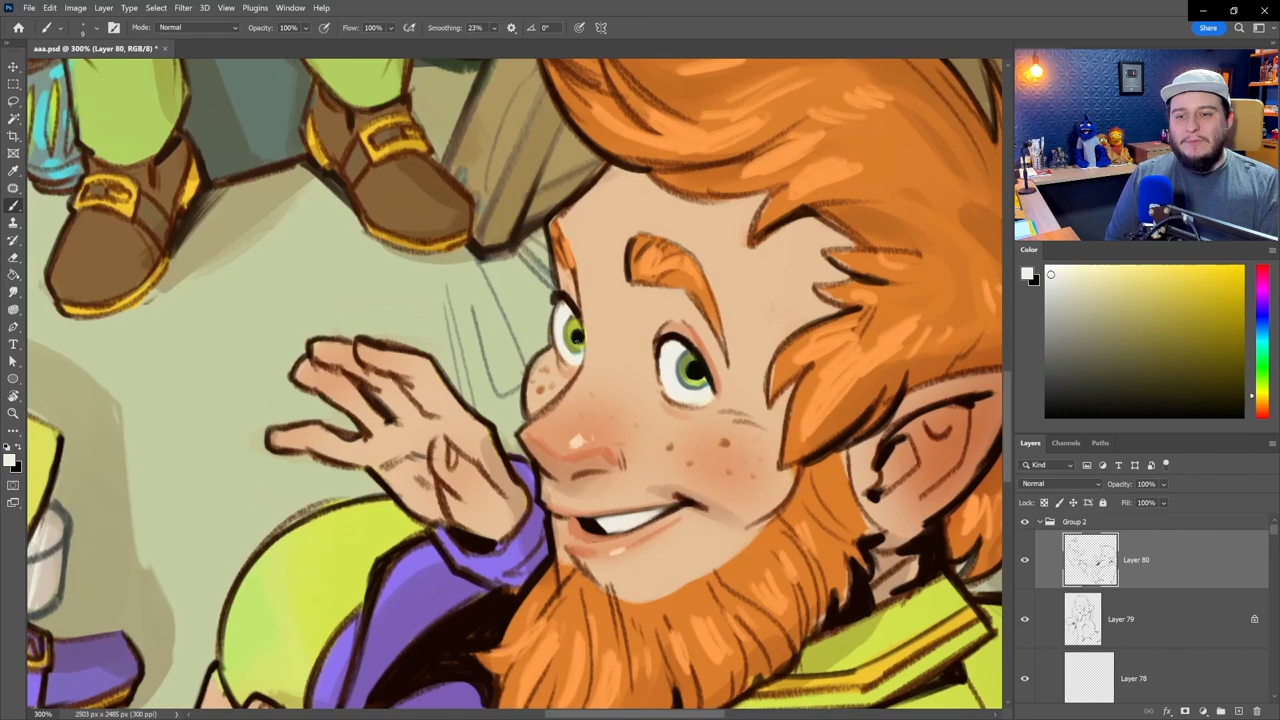 File Edit Image Layer Type Select Filter 3D View Plugins Window Help
9 Mode: Normal Opacity: 100% Flow: 100% Smoothing: 23% 0° Share
aaa.psd @ 300% (Layer 80, RGB/8) *
Color
Layers Channels Paths
Kind
Normal Opacity: 100%
Lock: Fill: 100%
Group 2
Layer 80
Layer 79
Layer 78
300% 2503 px x 2485 px (300 ppi)